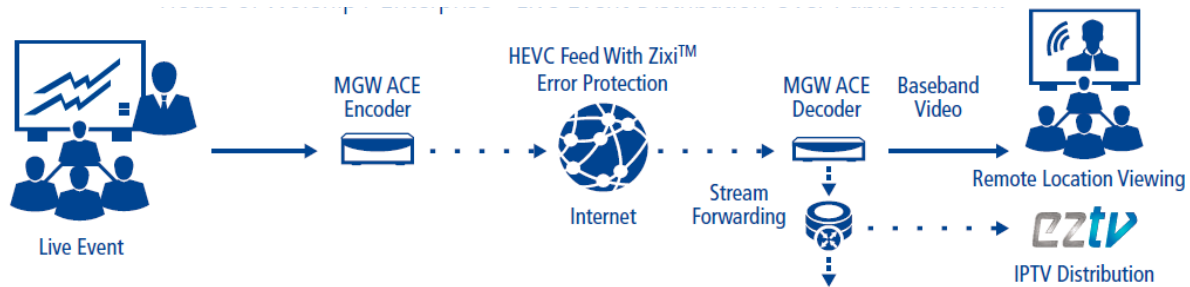 HEVC Feed With Zixi™
Error Protection
MGW ACE
Encoder
MGW ACE
Decoder
Baseband
Video
Remote Location Viewing
Internet
Stream
Forwarding
Live Event
eztv
IPTV Distribution